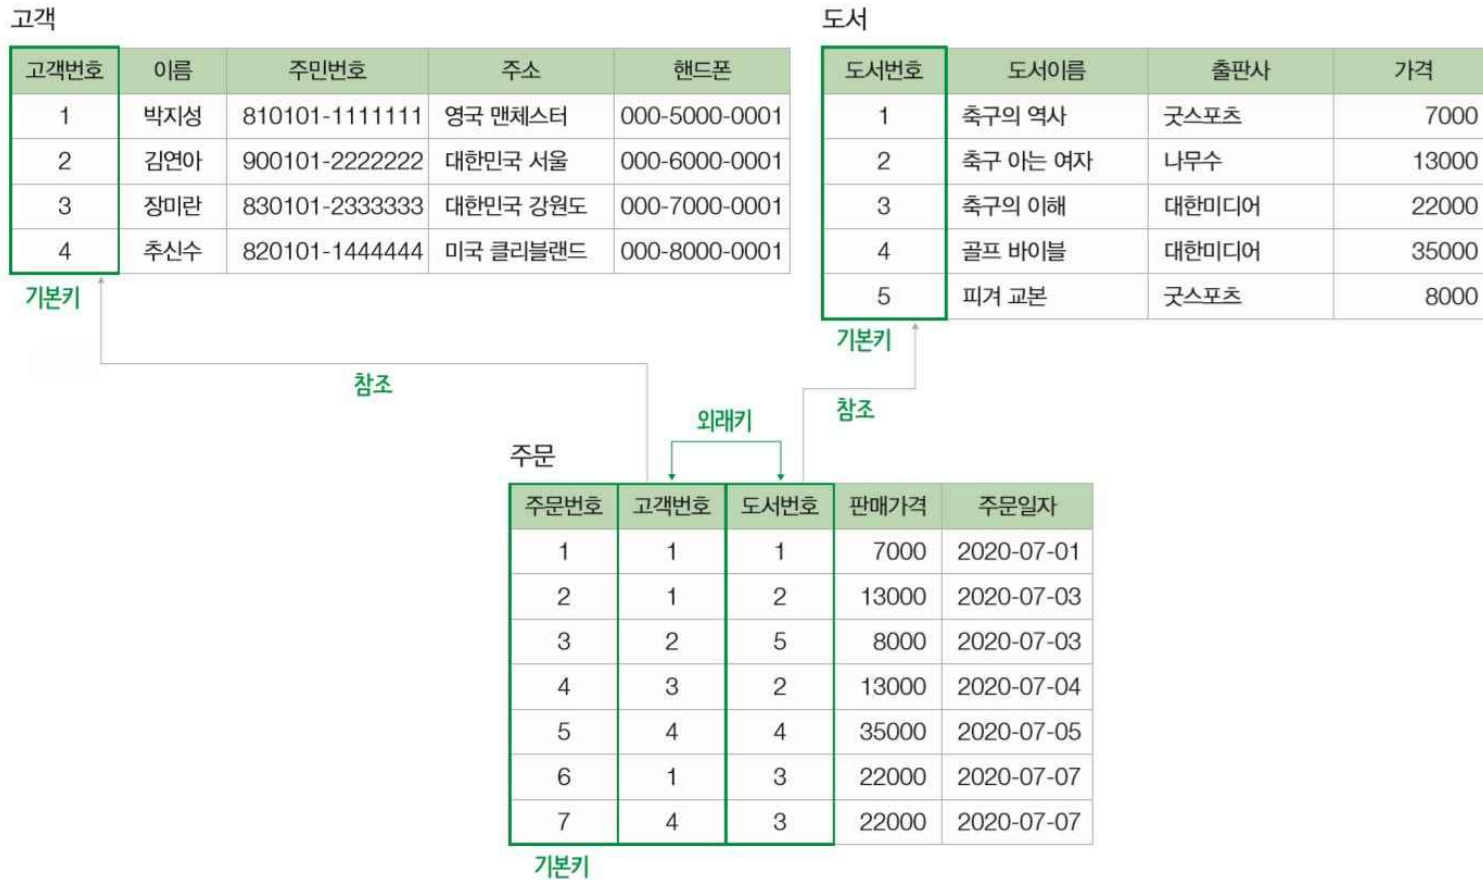 고객
고객번호 이름 주민번호 주소 핸드폰
1 박지성 810101-1111111 영국 맨체스터 000-5000-0001
2 김연아 900101-2222222 대한민국 서울 000-6000-0001
3 장미란 830101-2333333 대한민국 강원도 000-7000-0001
4 추신수 820101-1444444 미국 클리블랜드 000-8000-0001
기본키
도서
도서번호 도서이름 출판사 가격
1 축구의 역사 굿스포츠 7000
2 축구 아는 여자 나무수 13000
3 축구의 이해 대한미디어 22000
4 골프 바이블 대한미디어 35000
5 피겨 교본 굿스포츠 8000
기본키
참조
참조
외래키
주문
주문번호 고객번호 도서번호 판매가격 주문일자
1 1 1 7000 2020-07-01
2 1 2 13000 2020-07-03
3 2 5 8000 2020-07-03
4 3 2 13000 2020-07-04
5 4 4 35000 2020-07-05
6 1 3 22000 2020-07-07
7 4 3 22000 2020-07-07
기본키